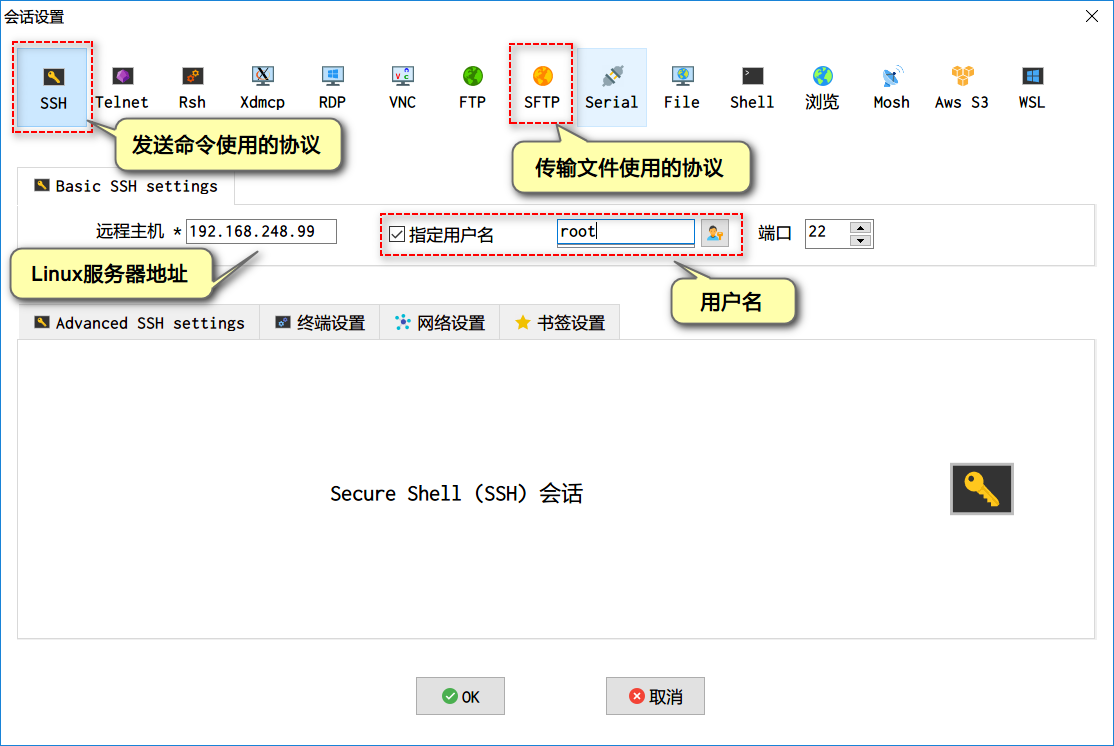 会话设置
SSH Telnet Rsh Xdmcp RDP VNC FTP SFTP Serial File Shell 浏览 Mosh Aws S3 WSL
发送命令使用的协议
传输文件使用的协议
Basic SSH settings
远程主机 * 192.168.248.99 指定用户名 root 端口 22
Linux服务器地址
用户名
Advanced SSH settings 终端设置 网络设置 书签设置
Secure Shell (SSH) 会话
OK 取消